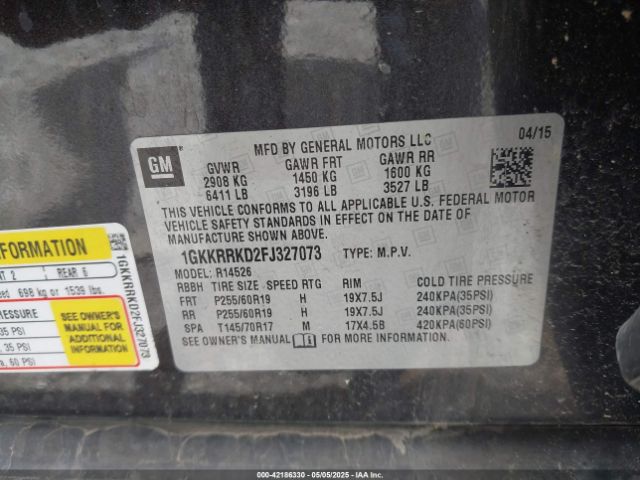 MFD BY GENERAL MOTORS LLC
04/15
GM
GVWR GAWR FRT GAWR RR
2908 KG 1450 KG 1600 KG
6411 LB 3196 LB 3527 LB
THIS VEHICLE CONFORMS TO ALL APPLICABLE U.S. FEDERAL MOTOR
VEHICLE SAFETY STANDARDS IN EFFECT ON THE DATE OF
MANUFACTURE SHOWN ABOVE.
1GKKRRKD2FJ327073 TYPE: M.P.V.
MODEL: R14526
RBBH TIRE SIZE SPEED RTG RIM COLD TIRE PRESSURE
FRT P255/60R19 H 19X7.5J 240KPA(35PSI)
RR P255/60R19 H 19X7.5J 240KPA(35PSI)
SPA T145/70R17 M 17X4.5B 420KPA(60PSI)
SEE OWNER'S MANUAL FOR MORE INFORMATION.
INFORMATION
2 REAR 6
698 kg or 1539 lbs.
SEE OWNER'S
MANUAL FOR
ADDITIONAL
INFORMATION
35 PSI
, 35 PSI
, 60 PSI
1GKKRRKD2FJ327073
000-42186330 - 05/05/2025 - IAAI.CA